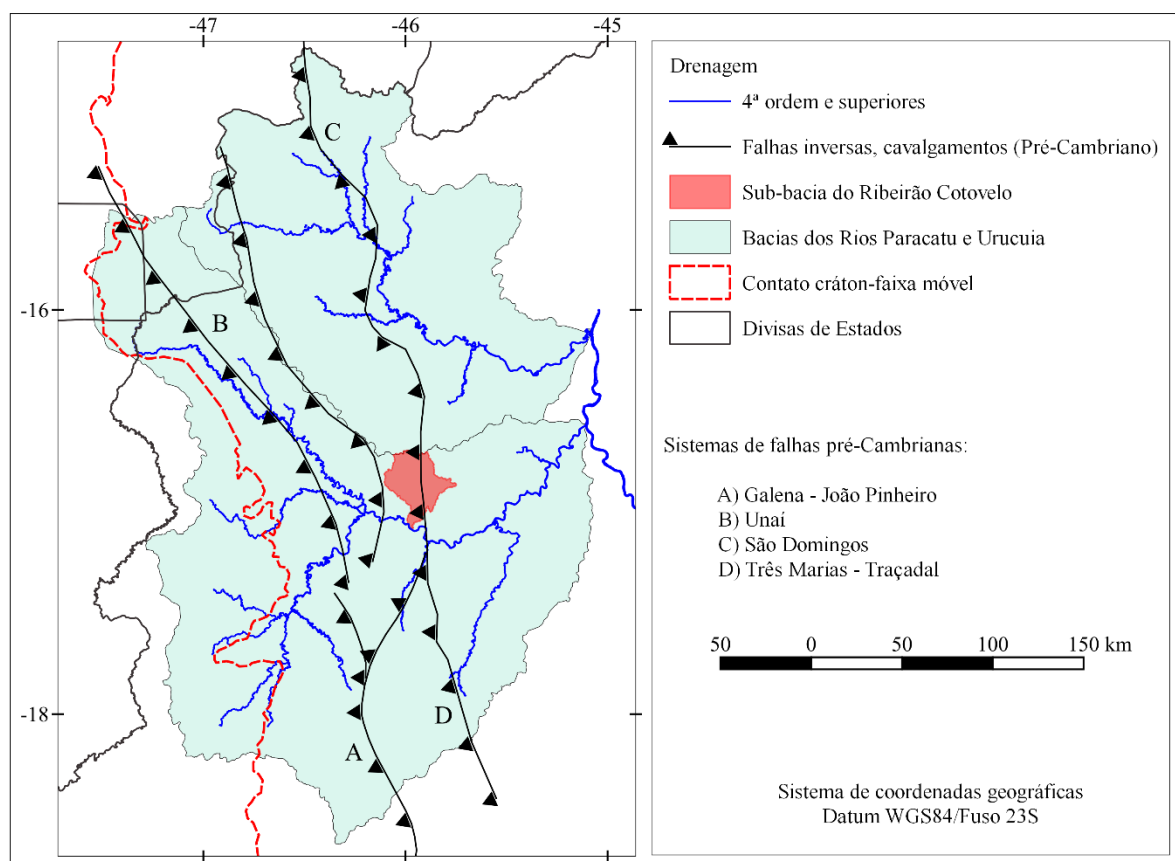 -47 -46 -45
-16
-18
C
B
A
D
Drenagem
4ª ordem e superiores
Falhas inversas, cavalgamentos (Pré-Cambriano)
Sub-bacia do Ribeirão Cotovelo
Bacias dos Rios Paracatu e Urucuia
Contato cráton-faixa móvel
Divisas de Estados
Sistemas de falhas pré-Cambrianas:
A) Galena - João Pinheiro
B) Unaí
C) São Domingos
D) Três Marias - Traçadal
50 0 50 100 150 km
Sistema de coordenadas geográficas
Datum WGS84/Fuso 23S